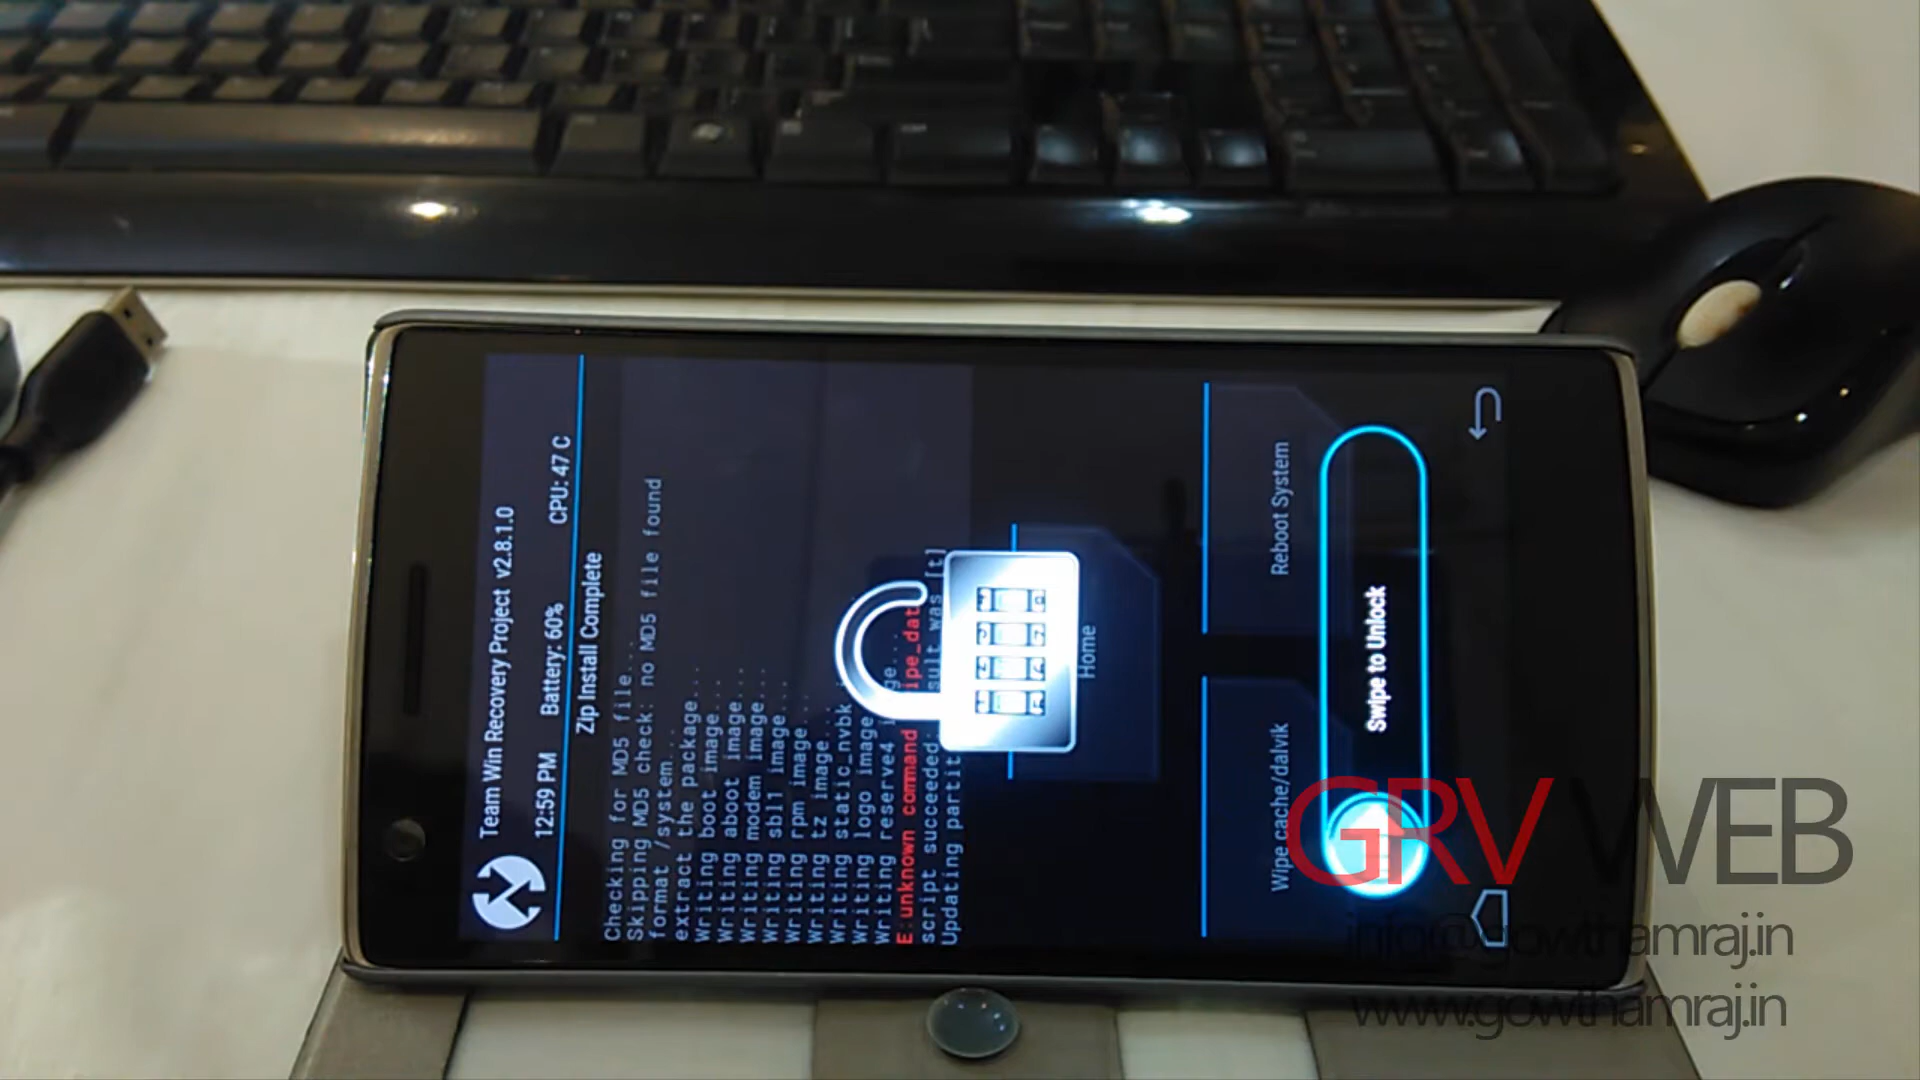 Team Win Recovery Project v2.8.1.0
12:59 PM Battery: 60% CPU: 47 C
Zip Install Complete
Checking for MD5 file...
Skipping MD5 check: no MD5 file found
format /system...
extract the package...
Writing boot image...
Writing aboot image...
Writing modem image...
Writing sbl1 image...
Writing rpm image...
Writing tz image...
Writing static_nvbk
Writing logo image
Writing reserve4
E: unknown command
script succeeded: was [t]
Updating
Home
Wipe cache/dalvik Reboot System
Swipe to Unlock
GRV WEB
info@gowthamraj.in
www.gowthamraj.in